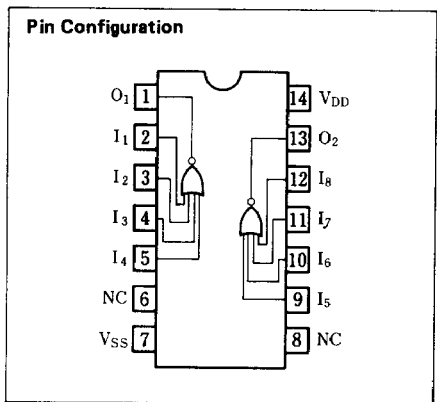 Pin Configuration
O1 1 14 VDD
I1 2 13 O2
I2 3 12 I8
I3 4 11 I7
I4 5 10 I6
NC 6 9 I5
VSS 7 8 NC